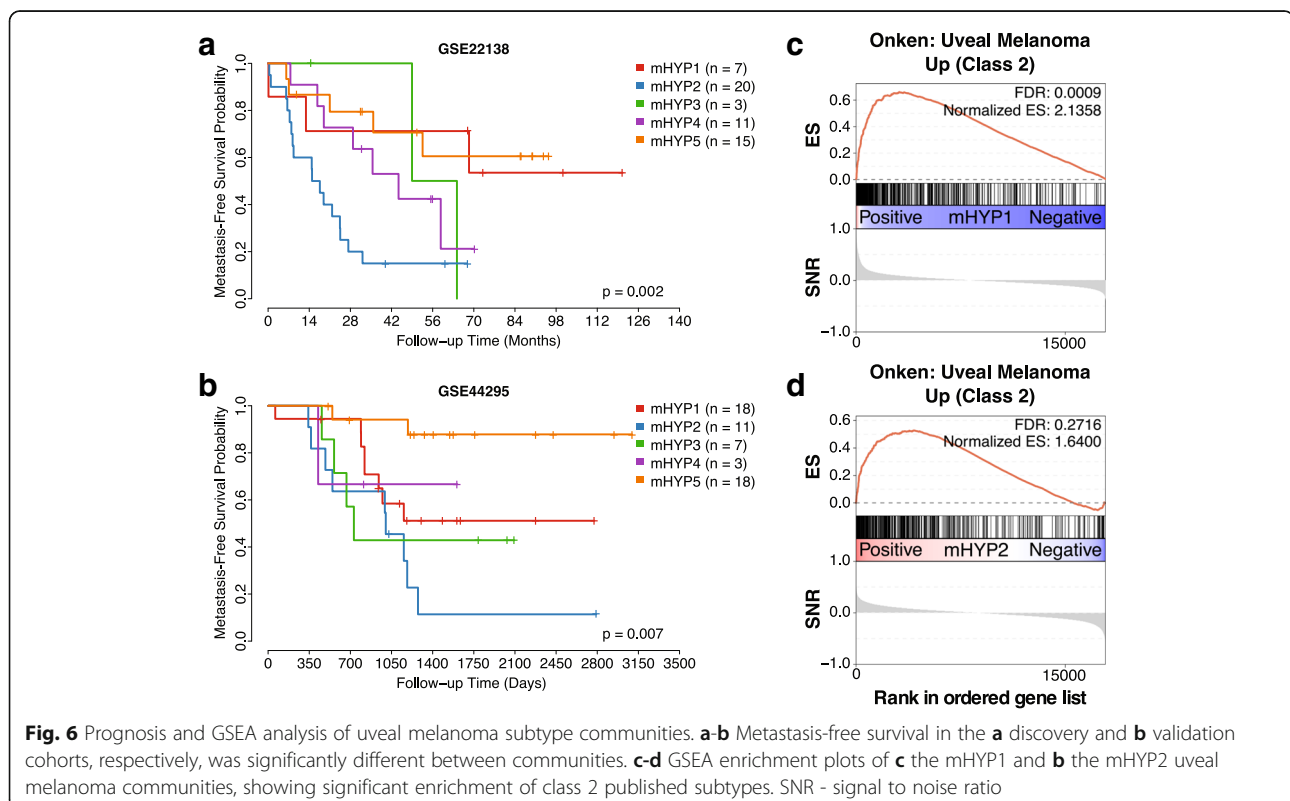 a
GSE22138
Metastasis-Free Survival Probability
1.0
0.8
0.6
0.4
0.2
0.0
mHYP1 (n = 7)
mHYP2 (n = 20)
mHYP3 (n = 3)
mHYP4 (n = 11)
mHYP5 (n = 15)
p = 0.002
0 14 28 42 56 70 84 98 112 126 140
Follow–up Time (Months)
b
GSE44295
Metastasis-Free Survival Probability
1.0
0.8
0.6
0.4
0.2
0.0
mHYP1 (n = 18)
mHYP2 (n = 11)
mHYP3 (n = 7)
mHYP4 (n = 3)
mHYP5 (n = 18)
p = 0.007
0 350 700 1050 1400 1750 2100 2450 2800 3150 3500
Follow–up Time (Days)
c
Onken: Uveal Melanoma
Up (Class 2)
FDR: 0.0009
Normalized ES: 2.1358
ES
0.6
0.4
0.2
0.0
Positive mHYP1 Negative
SNR
1.0
0.0
−1.0
0 15000
d
Onken: Uveal Melanoma
Up (Class 2)
FDR: 0.2716
Normalized ES: 1.6400
ES
0.6
0.4
0.2
0.0
Positive mHYP2 Negative
SNR
1.0
0.0
−1.0
0 15000
Rank in ordered gene list
Fig. 6 Prognosis and GSEA analysis of uveal melanoma subtype communities. a-b Metastasis-free survival in the a discovery and b validation
cohorts, respectively, was significantly different between communities. c-d GSEA enrichment plots of c the mHYP1 and b the mHYP2 uveal
melanoma communities, showing significant enrichment of class 2 published subtypes. SNR - signal to noise ratio